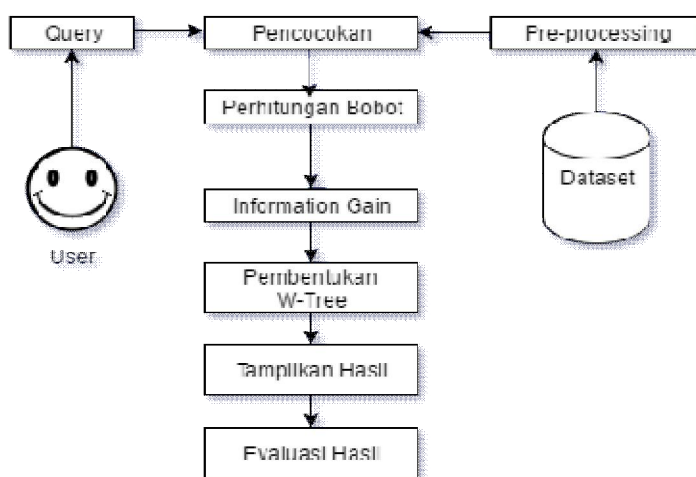 Query
Pencocokan
Pre-processing
Perhitungan Bobot
Dataset
Information Gain
User
Pembentukan
W-Tree
Tampilkan Hasil
Evaluasi Hasil